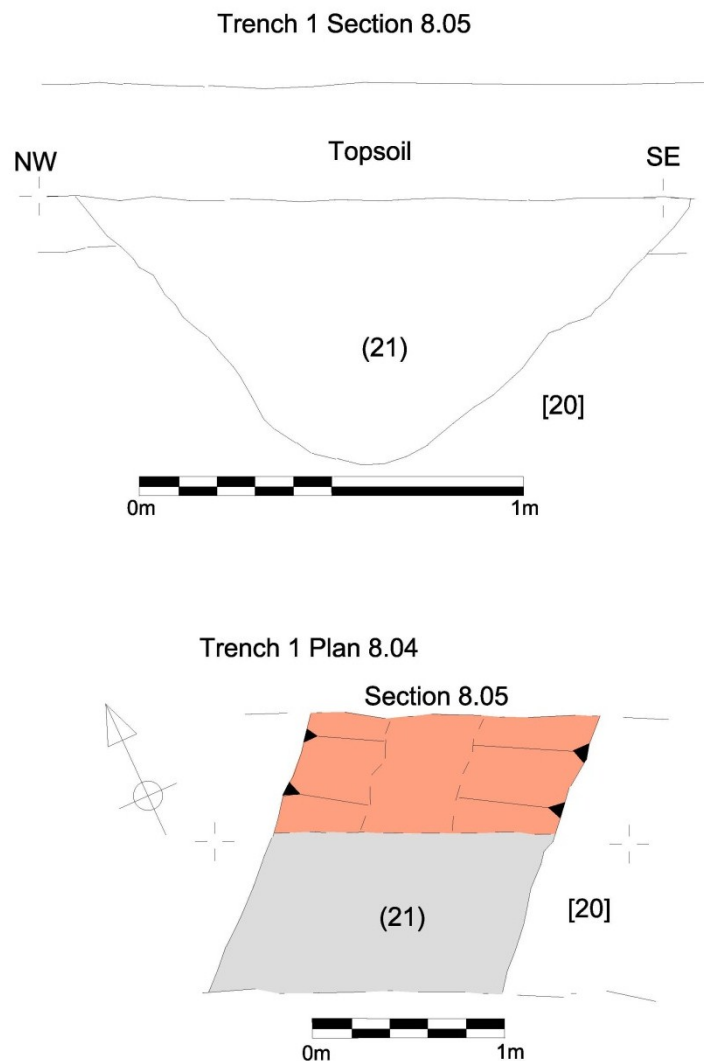 Trench 1 Section 8.05
Topsoil
NW
SE
(21)
[20]
0m
1m
Trench 1 Plan 8.04
Section 8.05
(21)
[20]
0m
1m